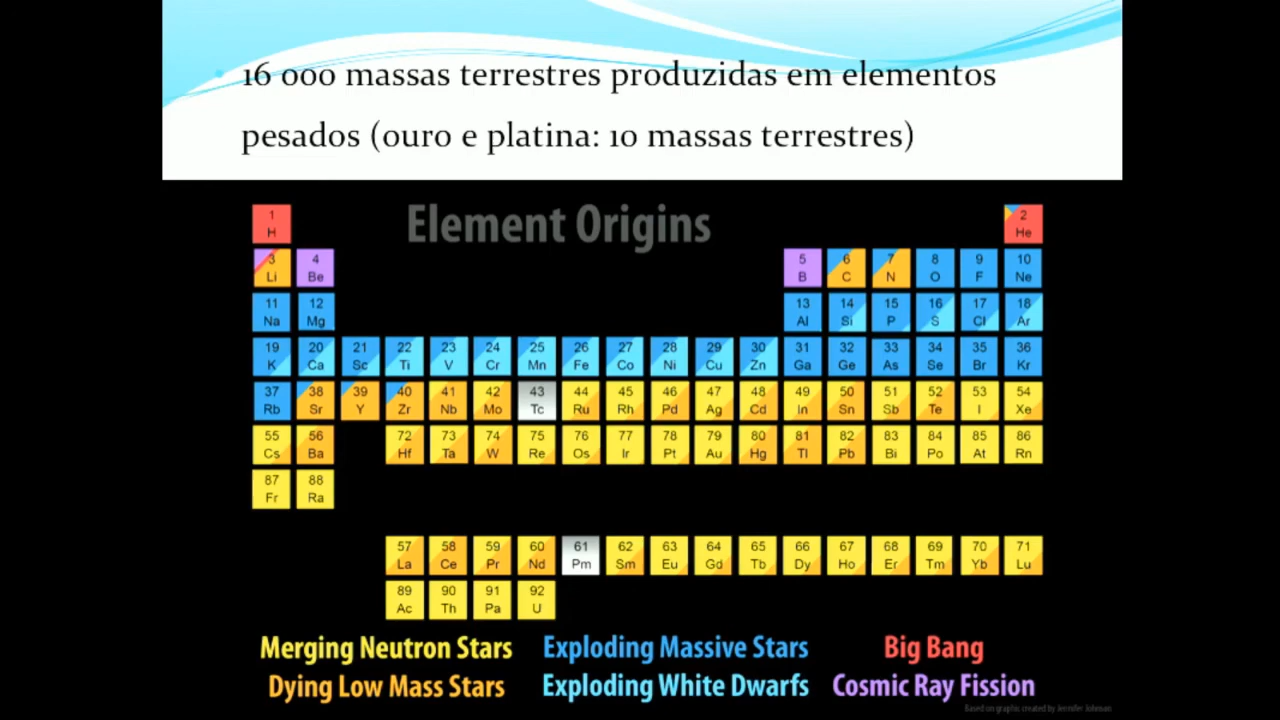 16 000 massas terrestres produzidas em elementos
pesados (ouro e platina: 10 massas terrestres)
Element Origins
1 2
H He
3 4 5 6 7 8 9 10
Li Be B C N O F Ne
11 12 13 14 15 16 17 18
Na Mg Al Si P S Cl Ar
19 20 21 22 23 24 25 26 27 28 29 30 31 32 33 34 35 36
K Ca Sc Ti V Cr Mn Fe Co Ni Cu Zn Ga Ge As Se Br Kr
37 38 39 40 41 42 43 44 45 46 47 48 49 50 51 52 53 54
Rb Sr Y Zr Nb Mo Tc Ru Rh Pd Ag Cd In Sn Sb Te I Xe
55 56 72 73 74 75 76 77 78 79 80 81 82 83 84 85 86
Cs Ba Hf Ta W Re Os Ir Pt Au Hg Tl Pb Bi Po At Rn
87 88
Fr Ra
57 58 59 60 61 62 63 64 65 66 67 68 69 70 71
La Ce Pr Nd Pm Sm Eu Gd Tb Dy Ho Er Tm Yb Lu
89 90 91 92
Ac Th Pa U
Merging Neutron Stars Exploding Massive Stars Big Bang
Dying Low Mass Stars Exploding White Dwarfs Cosmic Ray Fission
Based on graphic created by Jennifer Johnson